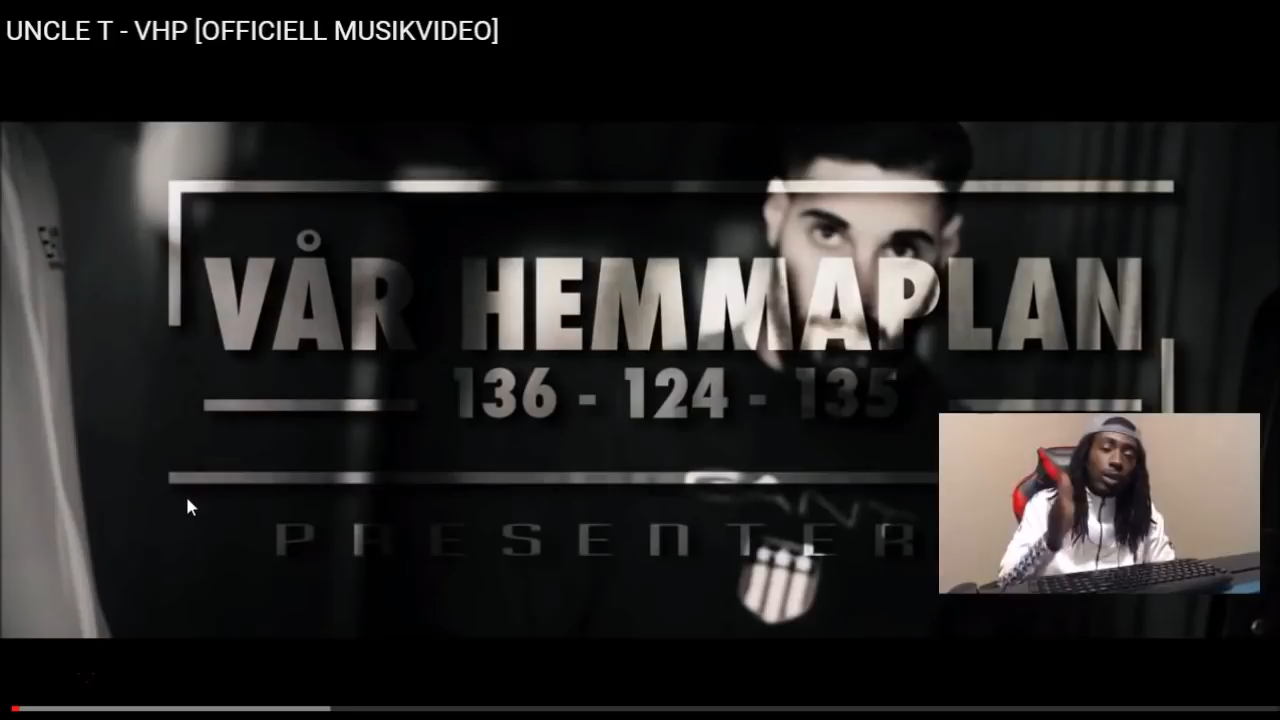 UNCLE T - VHP [OFFICIELL MUSIKVIDEO]
VÅR HEMMAPLAN
136 - 124 - 135
PRESENTER